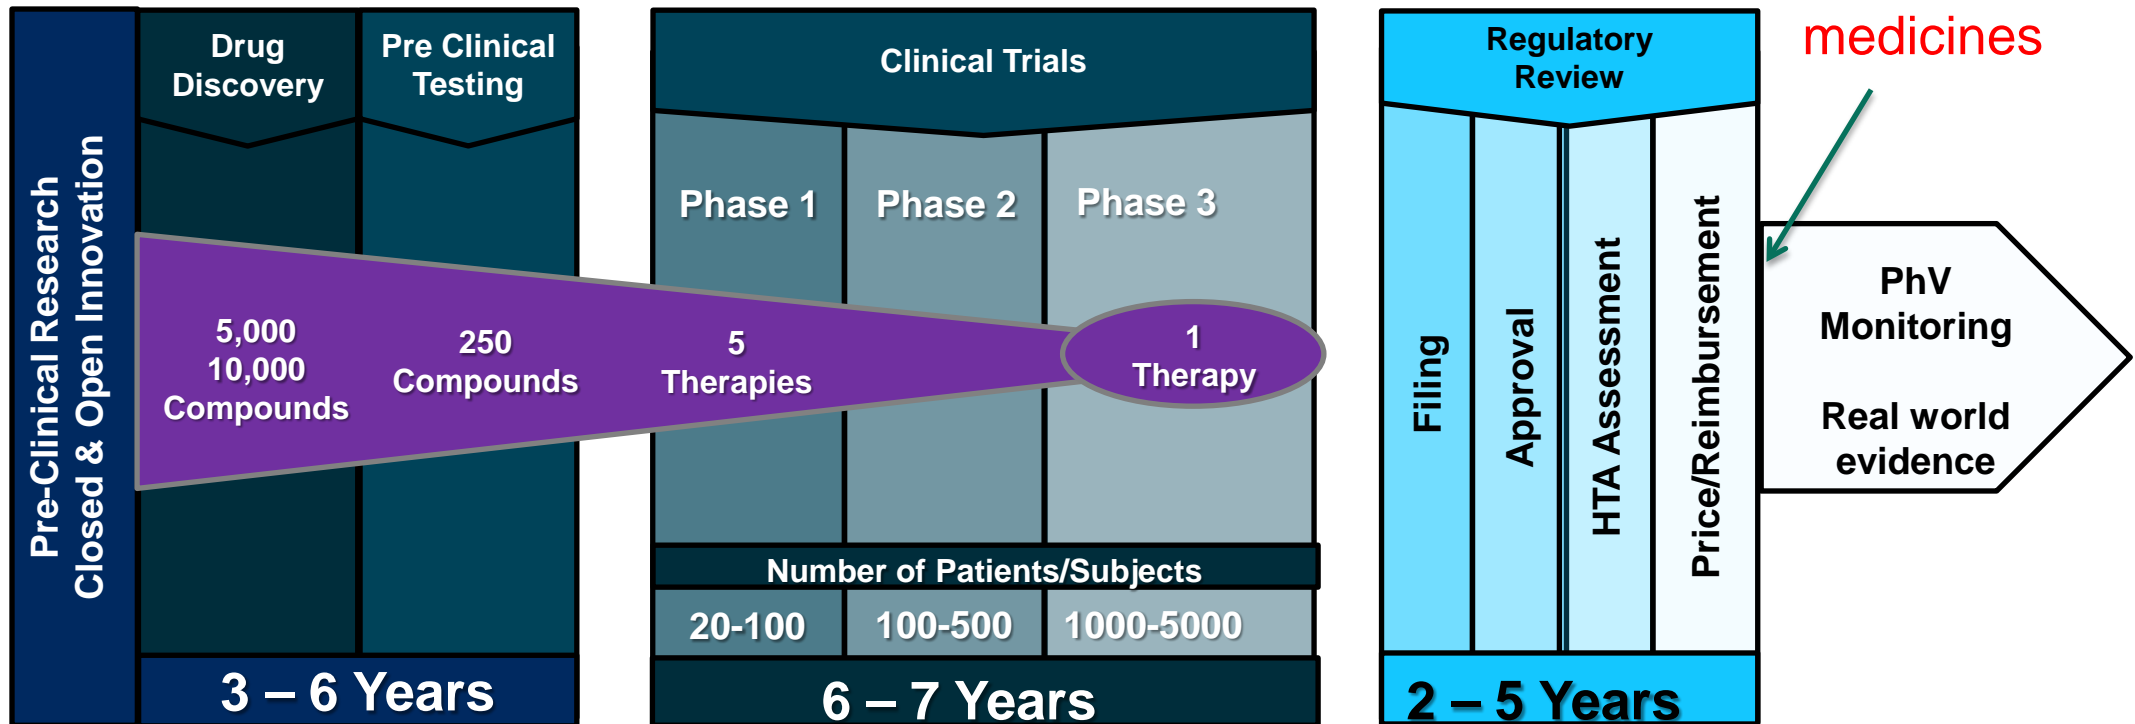 Pre-Clinical Research
Closed & Open Innovation
Drug
Discovery
Pre Clinical
Testing
5,000
10,000
Compounds
250
Compounds
3 – 6 Years
Clinical Trials
Phase 1
Phase 2
Phase 3
5
Therapies
1
Therapy
Number of Patients/Subjects
20-100
100-500
1000-5000
6 – 7 Years
Regulatory
Review
Filing
Approval
HTA Assessment
Price/Reimbursement
2 – 5 Years
medicines
PhV
Monitoring
Real world
evidence